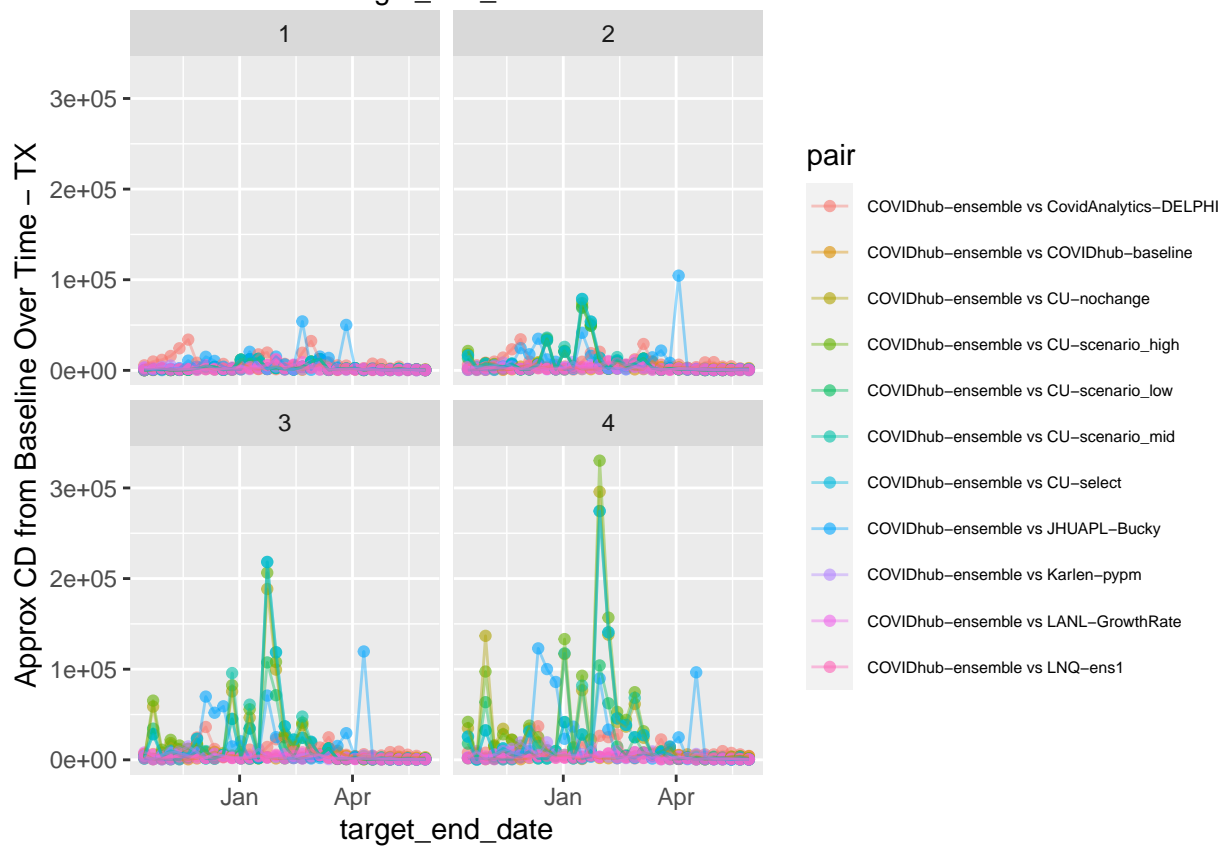 1
2
3e+05
2e+05
1e+05
0e+00
3
4
3e+05
2e+05
1e+05
0e+00
Jan
Apr
Jan
Apr
target_end_date
Approx CD from Baseline Over Time − TX
pair
COVIDhub−ensemble vs CovidAnalytics−DELPHI
COVIDhub−ensemble vs COVIDhub−baseline
COVIDhub−ensemble vs CU−nochange
COVIDhub−ensemble vs CU−scenario_high
COVIDhub−ensemble vs CU−scenario_low
COVIDhub−ensemble vs CU−scenario_mid
COVIDhub−ensemble vs CU−select
COVIDhub−ensemble vs JHUAPL−Bucky
COVIDhub−ensemble vs Karlen−pypm
COVIDhub−ensemble vs LANL−GrowthRate
COVIDhub−ensemble vs LNQ−ens1